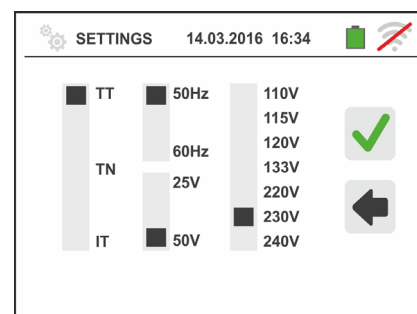 SETTINGS 14.03.2016 16:34
TT
TN
IT
50Hz
60Hz
25V
50V
110V
115V
120V
133V
220V
230V
240V